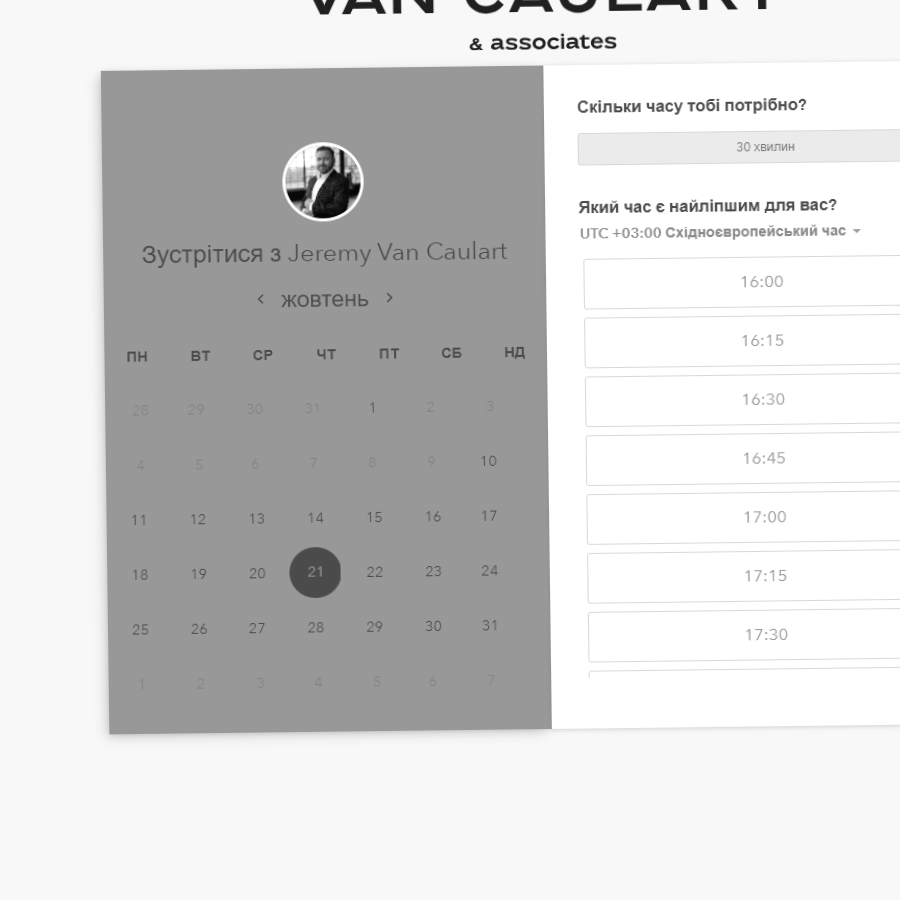 VAN CAULART
& associates
Зустрітися з Jeremy Van Caulart
жовтень
ПН ВТ СР ЧТ ПТ СБ НД
28 29 30 31 1 2 3
4 5 6 7 8 9 10
11 12 13 14 15 16 17
18 19 20 21 22 23 24
25 26 27 28 29 30 31
1 2 3 4 5 6 7
Скільки часу тобі потрібно?
30 хвилин
Який час є найліпшим для вас?
UTC +03:00 Східноєвропейський час
16:00
16:15
16:30
16:45
17:00
17:15
17:30